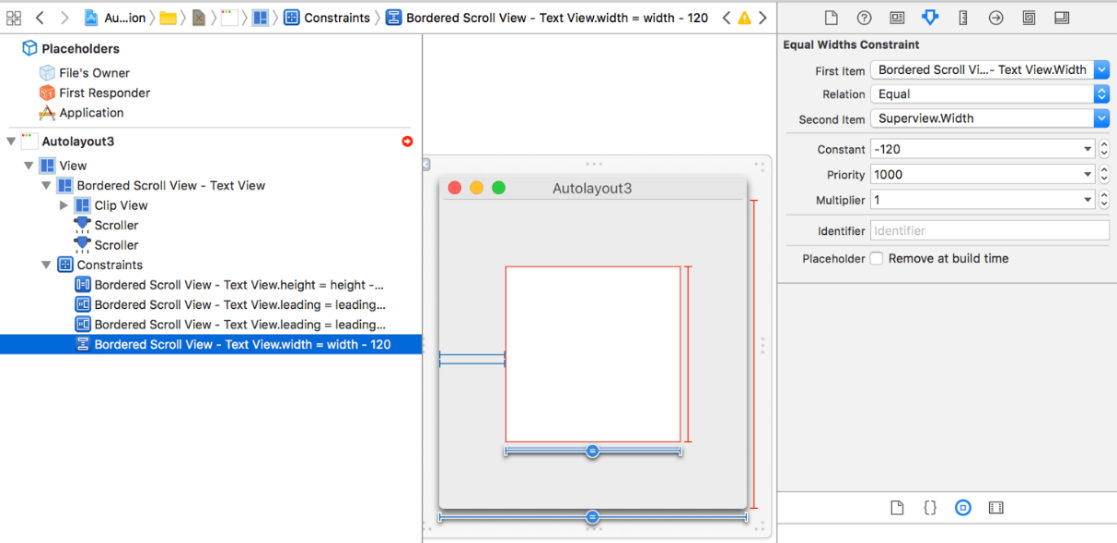 Au...ion
Constraints
Bordered Scroll View - Text View.width = width - 120
Placeholders
File's Owner
First Responder
Application
Autolayout3
View
Bordered Scroll View - Text View
Clip View
Scroller
Scroller
Constraints
Bordered Scroll View - Text View.height = height -...
Bordered Scroll View - Text View.leading = leading...
Bordered Scroll View - Text View.leading = leading...
Bordered Scroll View - Text View.width = width - 120
Autolayout3
Equal Widths Constraint
First Item Bordered Scroll Vi...- Text View.Width
Relation Equal
Second Item Superview.Width
Constant -120
Priority 1000
Multiplier 1
Identifier Identifier
Placeholder Remove at build time